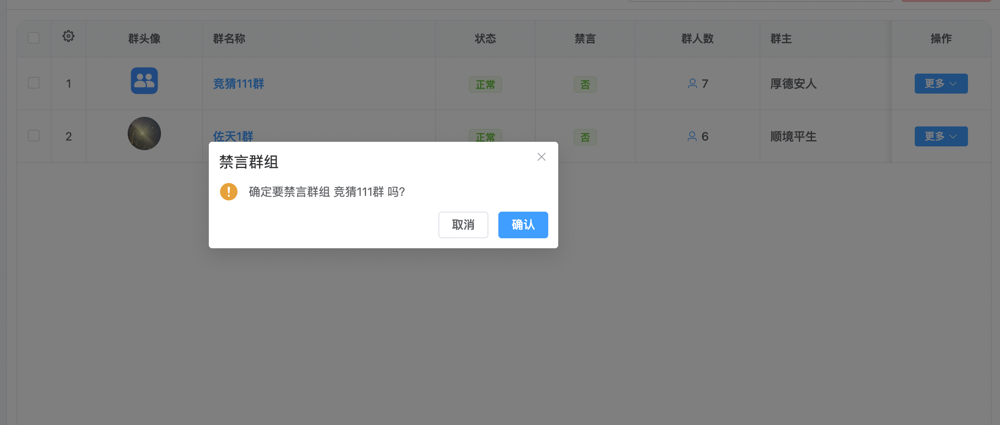 群头像 群名称 状态 禁言 群人数 群主 操作
1 竞猜111群 正常 否 7 厚德安人 更多
2 佐天1群 正常 否 6 顺境平生 更多
禁言群组
确定要禁言群组 竞猜111群 吗?
取消 确认